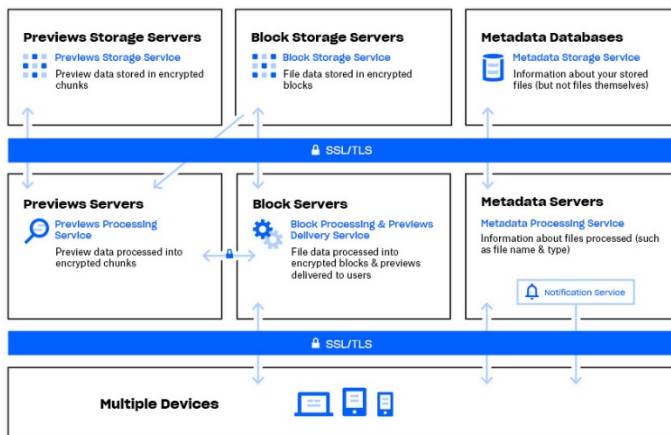 Previews Storage Servers
Previews Storage Service
Preview data stored in encrypted
chunks
Block Storage Servers
Block Storage Service
File data stored in encrypted
blocks
Metadata Databases
Metadata Storage Service
Information about your stored
files (but not files themselves)
SSL/TLS
Previews Servers
Previews Processing
Service
Preview data processed into
encrypted chunks
Block Servers
Block Processing & Previews
Delivery Service
File data processed into
encrypted blocks & previews
delivered to users
Metadata Servers
Metadata Processing Service
Information about files processed (such
as file name & type)
Notification Service
SSL/TLS
Multiple Devices